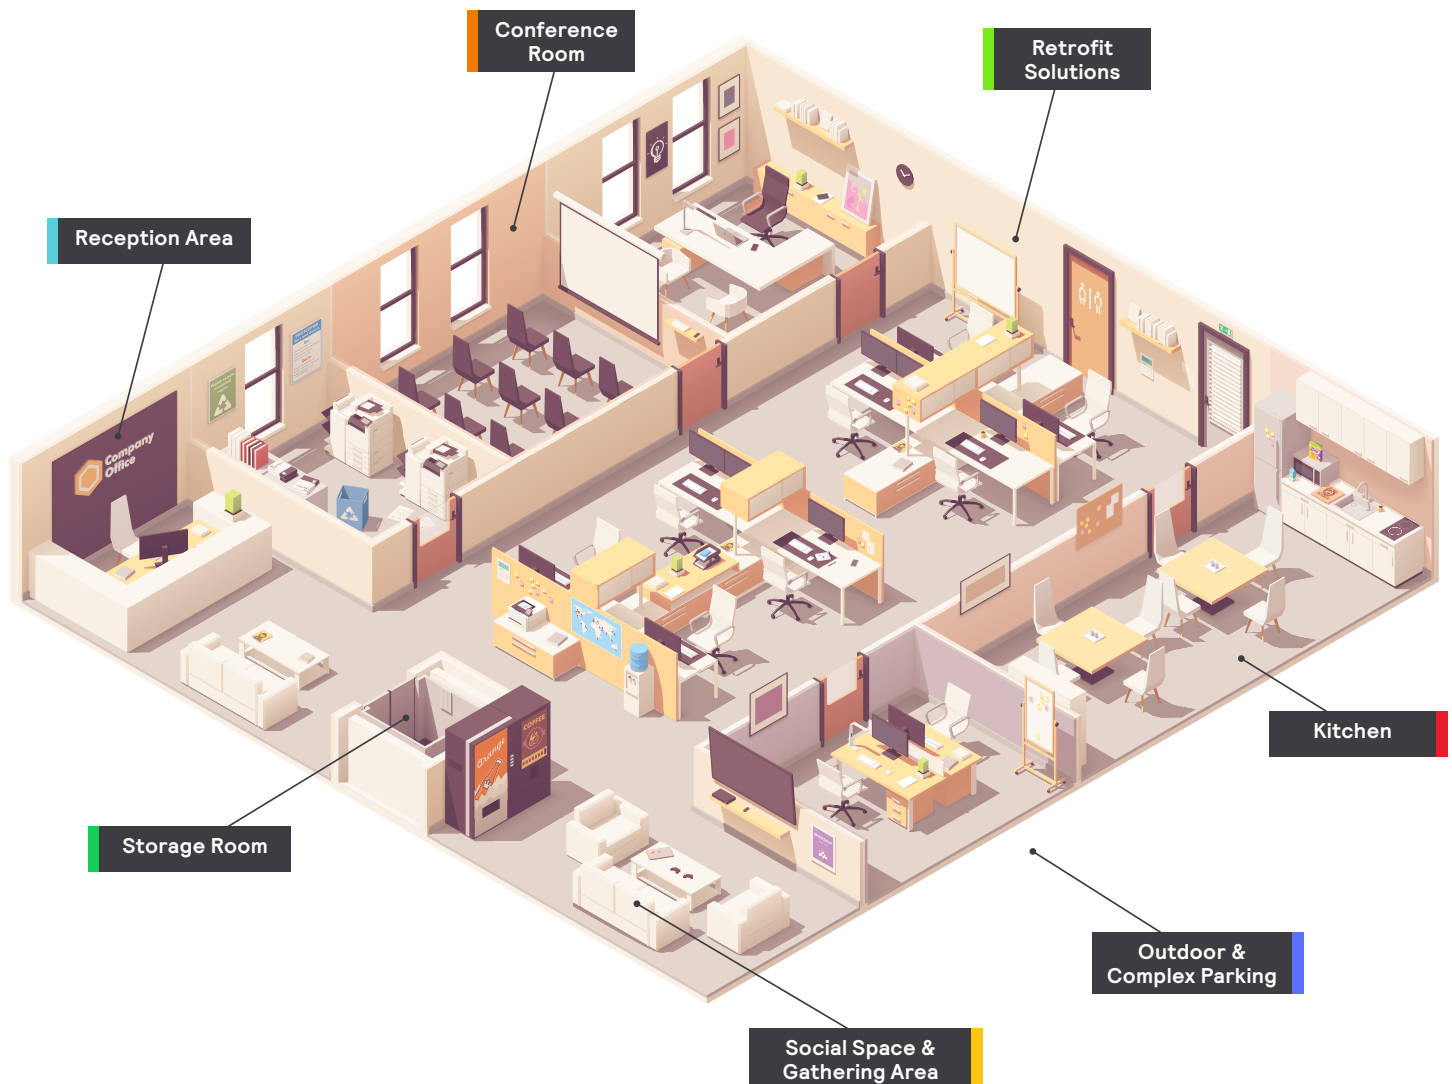 Conference
Room
Retrofit
Solutions
Reception Area
Company
Office
COFFEE
Orange
Kitchen
Storage Room
Outdoor &
Complex Parking
Social Space &
Gathering Area